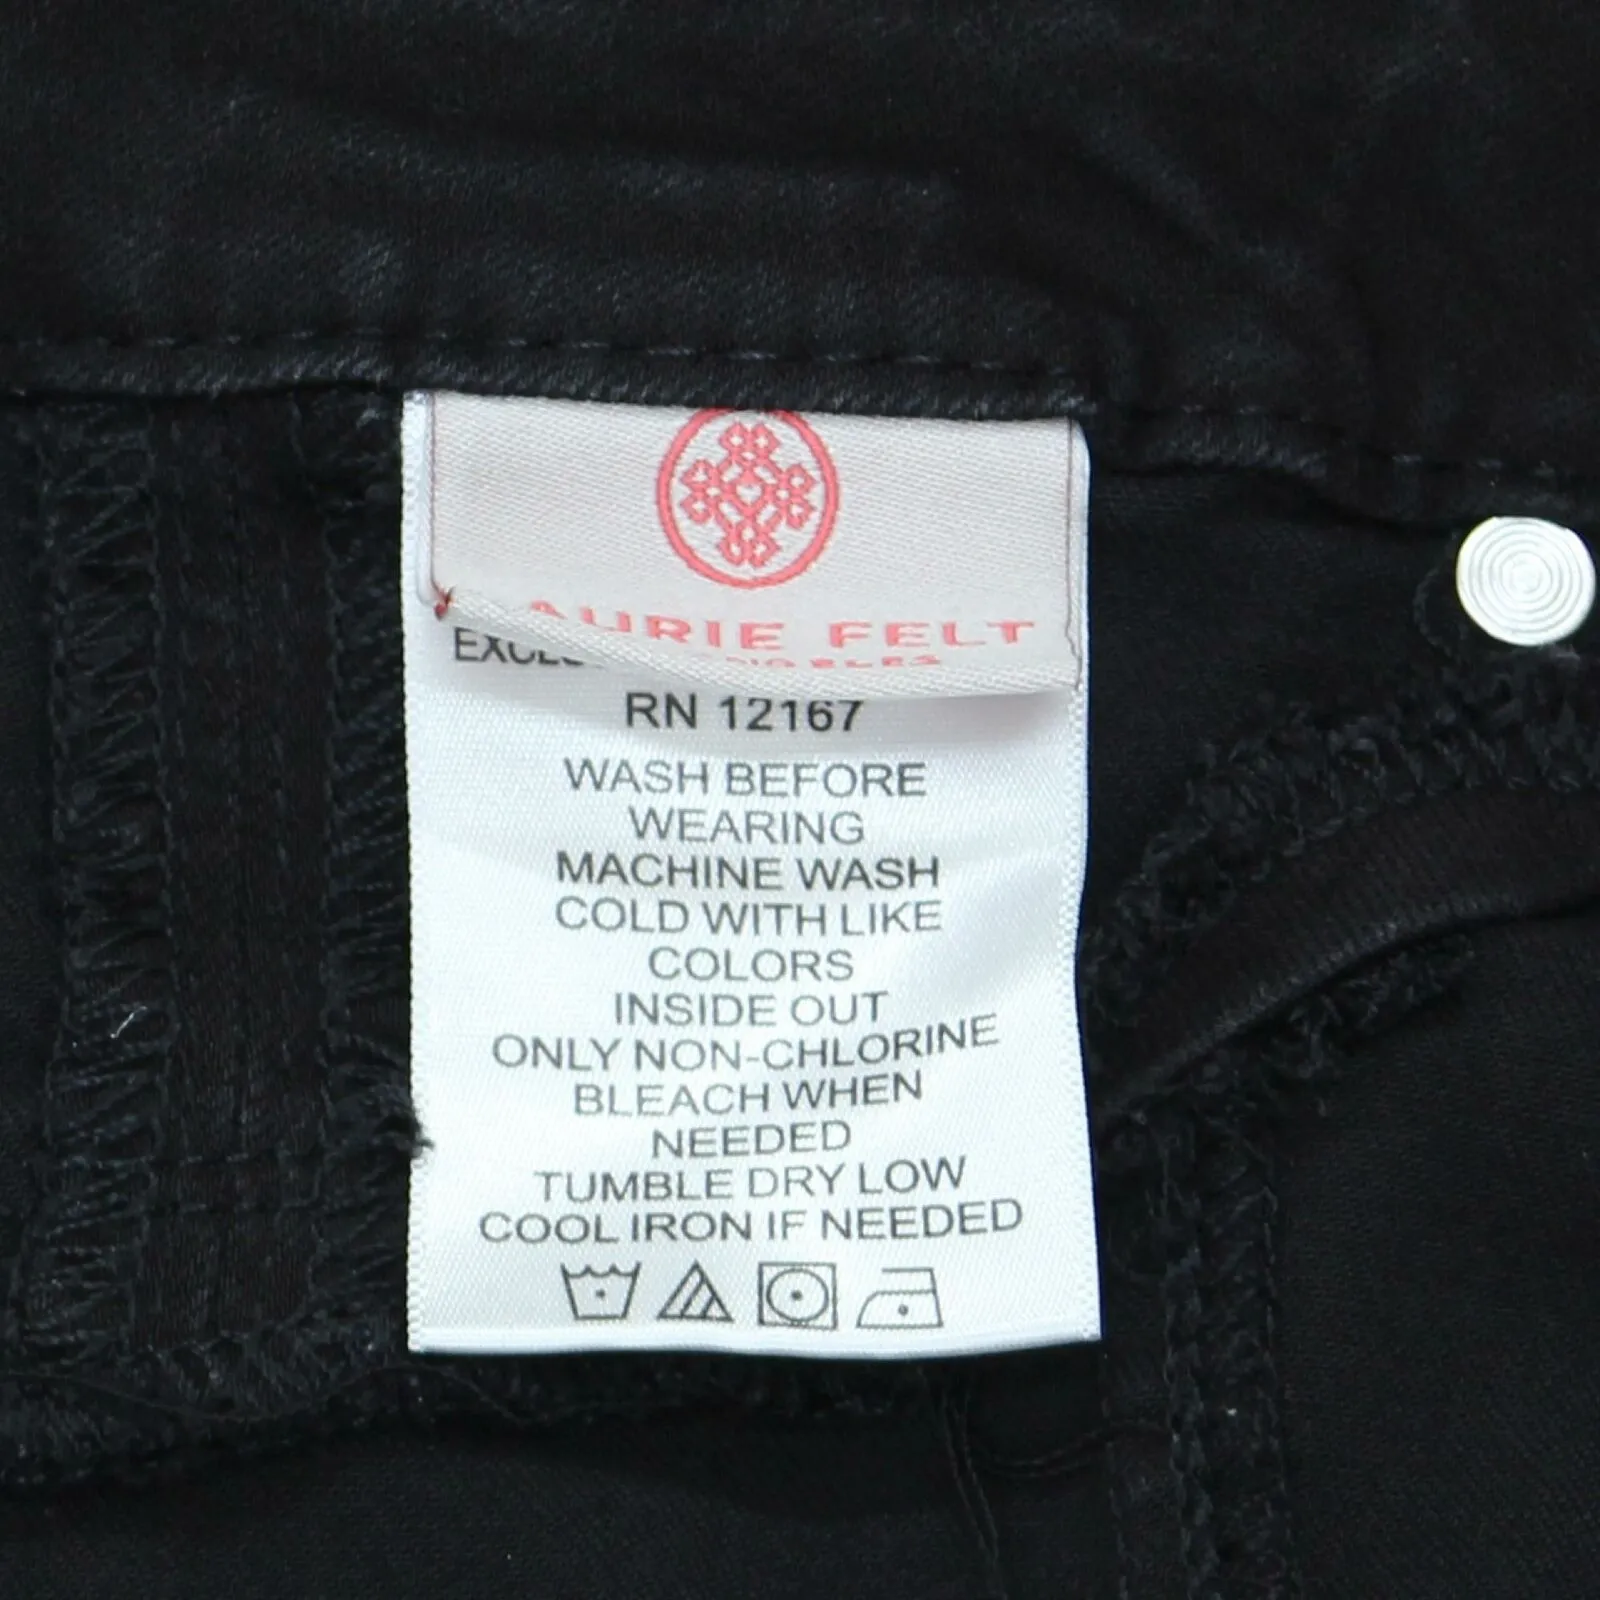 AURIE FELT
RN 12167
WASH BEFORE
WEARING
MACHINE WASH
COLD WITH LIKE
COLORS
INSIDE OUT
ONLY NON-CHLORINE
BLEACH WHEN
NEEDED
TUMBLE DRY LOW
COOL IRON IF NEEDED